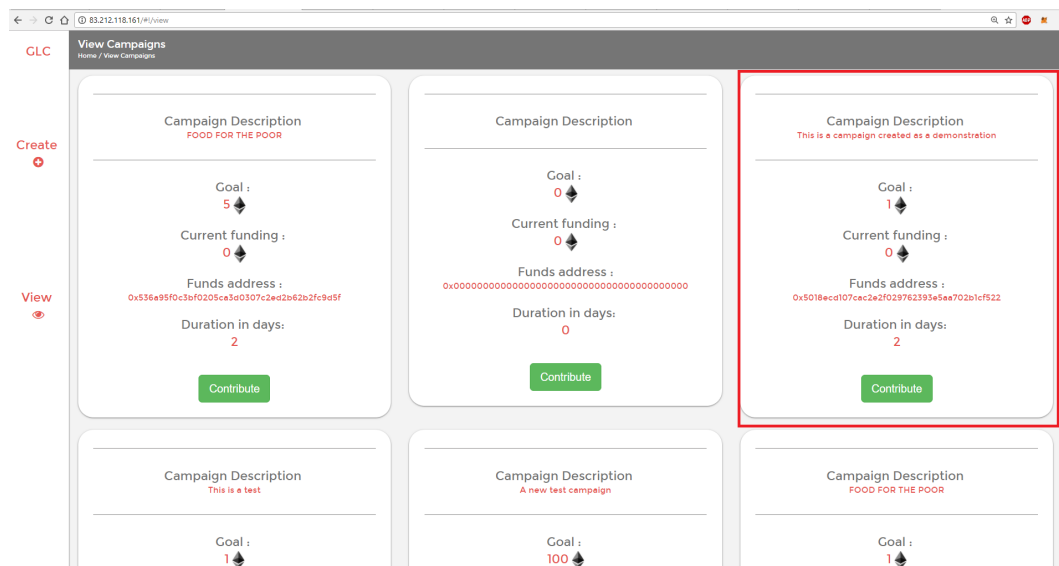 83.212.118.161/#!/view
GLC
View Campaigns
Home / View Campaigns
Create
View
Campaign Description
FOOD FOR THE POOR
Goal :
5
Current funding :
0
Funds address :
0x536a95f0c3bf0205ca3d0307c2ed2b62b2fc9d5f
Duration in days:
2
Contribute
Campaign Description
Goal :
0
Current funding :
0
Funds address :
0x0000000000000000000000000000000000000000
Duration in days:
0
Contribute
Campaign Description
This is a campaign created as a demonstration
Goal :
1
Current funding :
0
Funds address :
0x5018ecd107cac2e2f029762393e5aa702b1cf522
Duration in days:
2
Contribute
Campaign Description
This is a test
Goal :
1
Campaign Description
A new test campaign
Goal :
100
Campaign Description
FOOD FOR THE POOR
Goal :
1